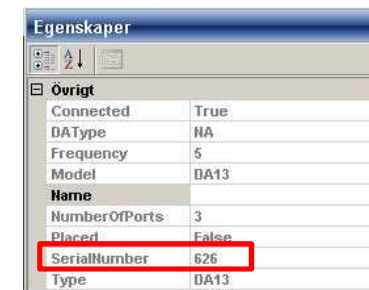 Egenskaper
Övrigt
Connected True
DAType NA
Frequency 5
Model DA13
Name
NumberOfPorts 3
Placed False
SerialNumber 626
Type DA13